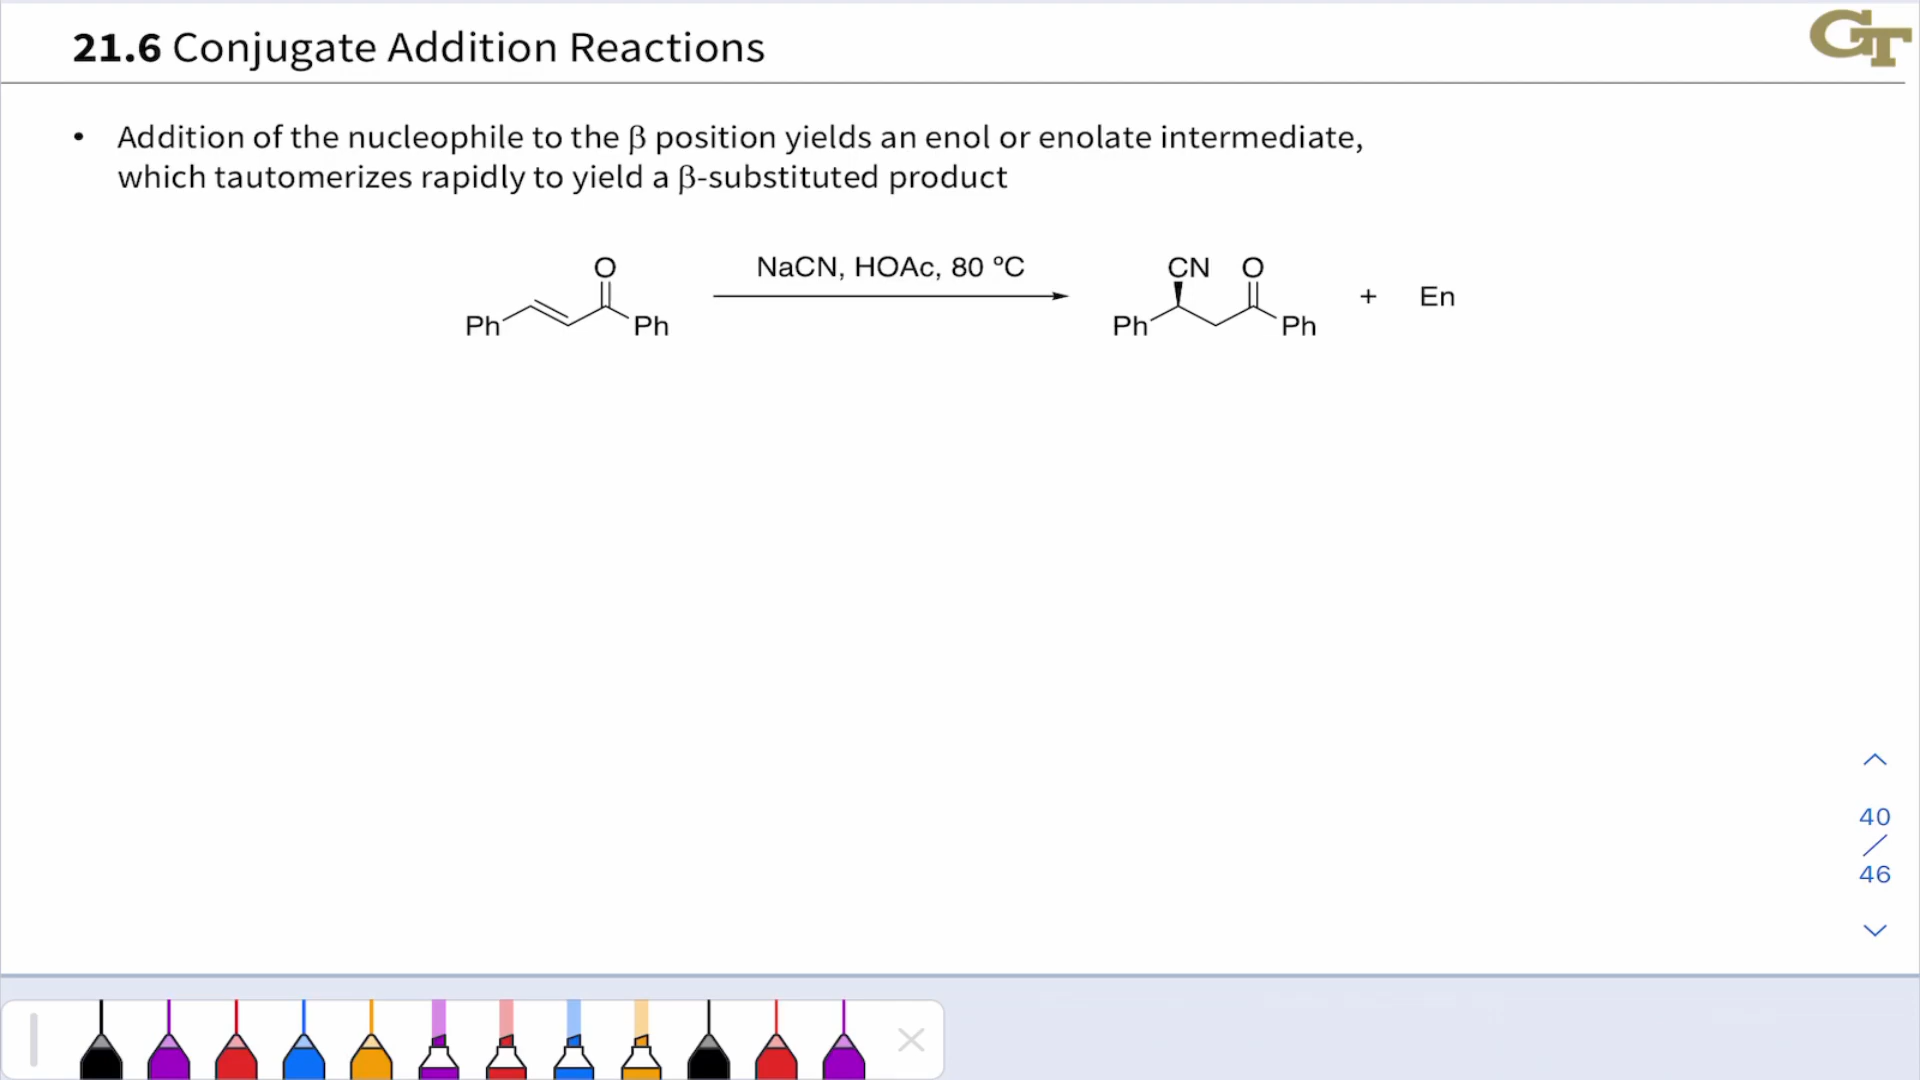 21.6 Conjugate Addition Reactions
GT
• Addition of the nucleophile to the β position yields an enol or enolate intermediate,
which tautomerizes rapidly to yield a β-substituted product
O
Ph
Ph
NaCN, HOAc, 80 ºC
CN O
Ph
Ph
+ En
40
/
46